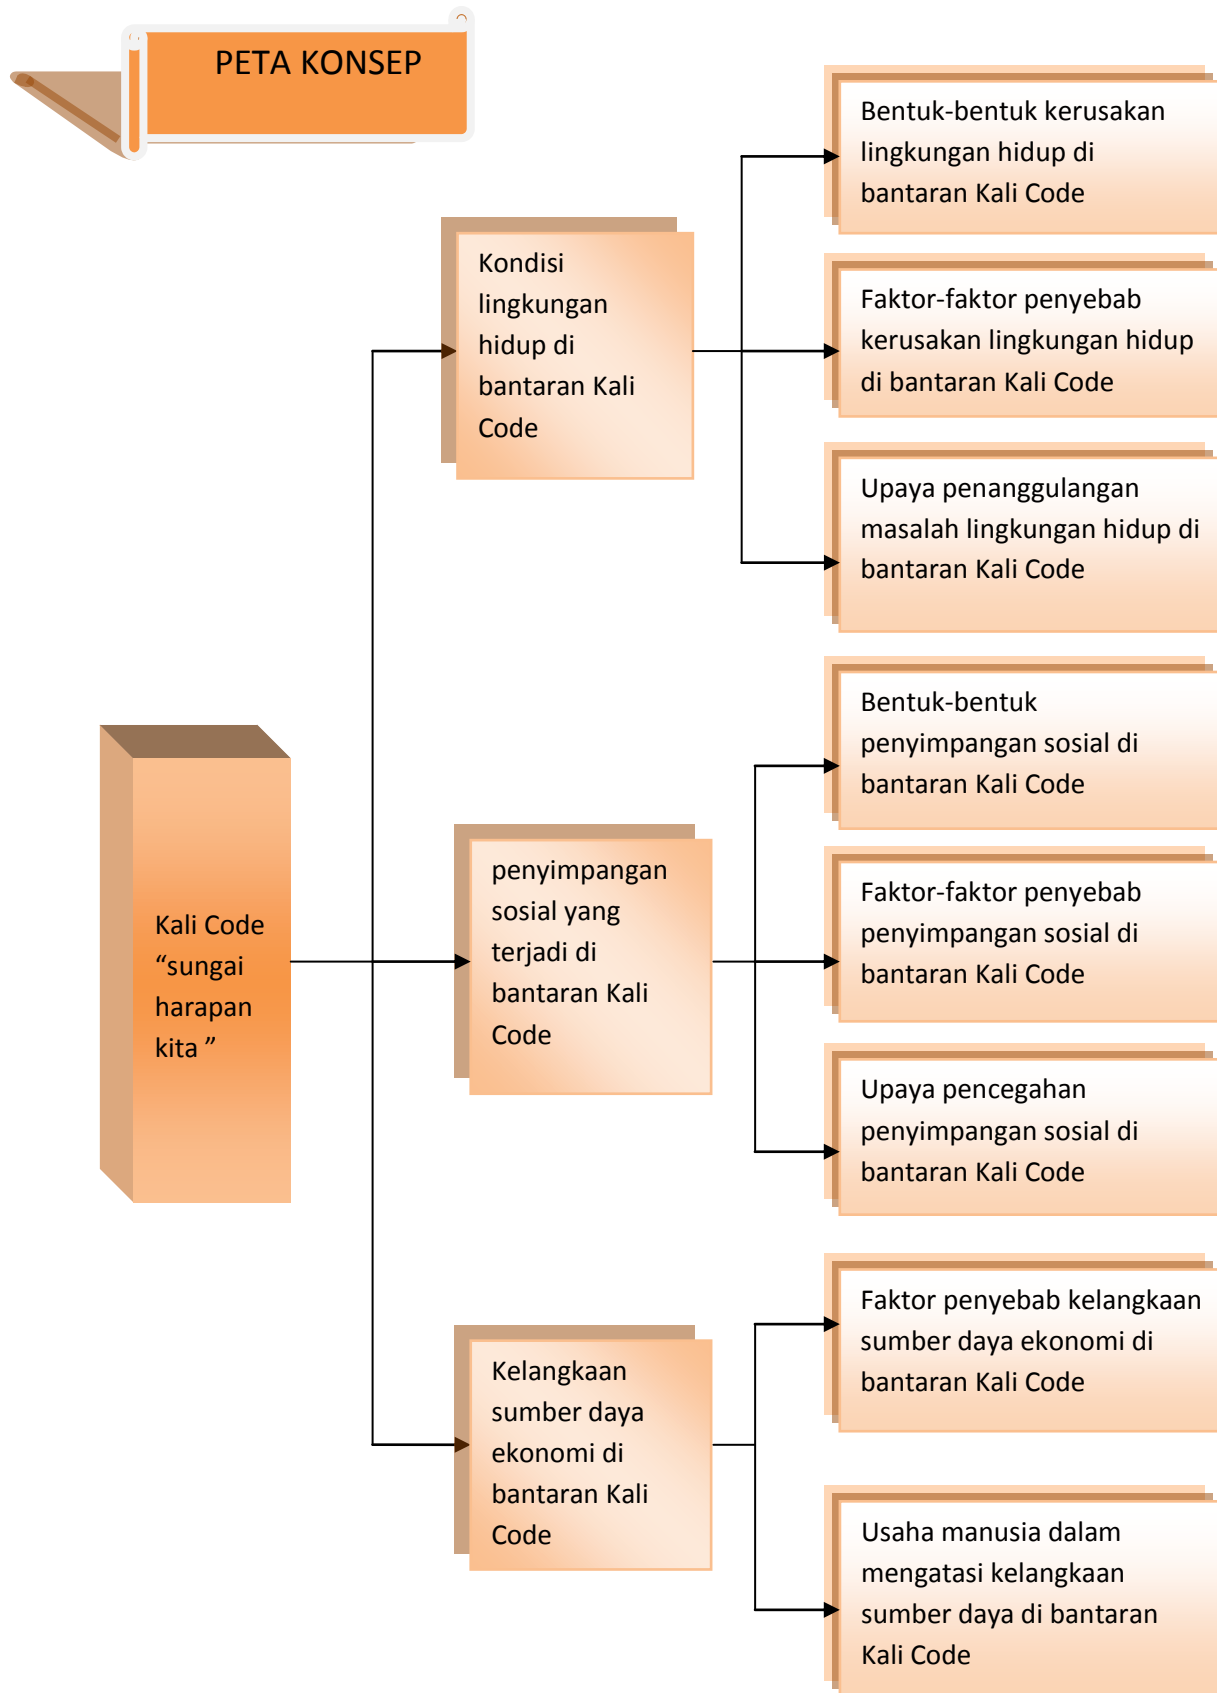 PETA KONSEP
Kali Code
“sungai
harapan
kita ”
Kondisi
lingkungan
hidup di
bantaran Kali
Code
Bentuk-bentuk kerusakan
lingkungan hidup di
bantaran Kali Code
Faktor-faktor penyebab
kerusakan lingkungan hidup
di bantaran Kali Code
Upaya penanggulangan
masalah lingkungan hidup di
bantaran Kali Code
penyimpangan
sosial yang
terjadi di
bantaran Kali
Code
Bentuk-bentuk
penyimpangan sosial di
bantaran Kali Code
Faktor-faktor penyebab
penyimpangan sosial di
bantaran Kali Code
Upaya pencegahan
penyimpangan sosial di
bantaran Kali Code
Kelangkaan
sumber daya
ekonomi di
bantaran Kali
Code
Faktor penyebab kelangkaan
sumber daya ekonomi di
bantaran Kali Code
Usaha manusia dalam
mengatasi kelangkaan
sumber daya di bantaran
Kali Code